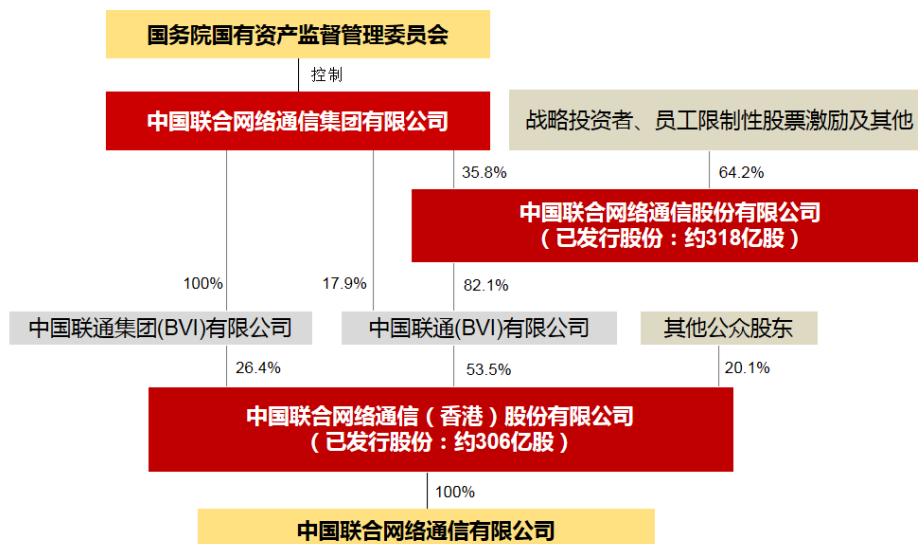 国务院国有资产监督管理委员会
控制
中国联合网络通信集团有限公司
战略投资者、员工限制性股票激励及其他
35.8%
64.2%
中国联合网络通信股份有限公司
（已发行股份：约318亿股）
100%
17.9%
82.1%
中国联通集团(BVI)有限公司
中国联通(BVI)有限公司
其他公众股东
26.4%
53.5%
20.1%
中国联合网络通信（香港）股份有限公司
（已发行股份：约306亿股）
100%
中国联合网络通信有限公司